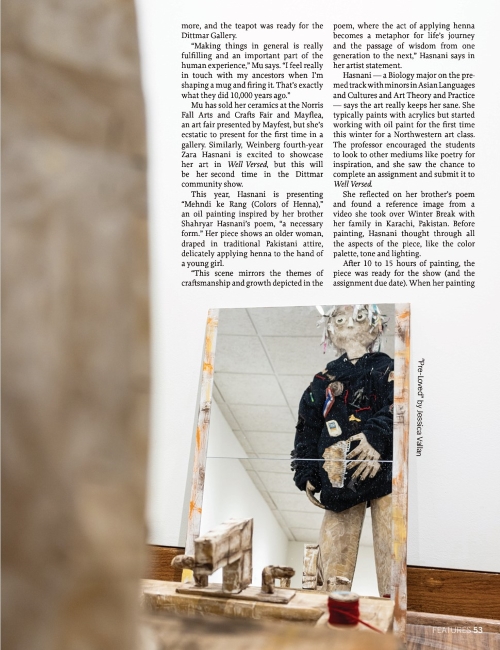 more, and the teapot was ready for the
Dittmar Gallery.
"Making things in general is really
fulfilling and an important part of the
human experience," Mu says. "I feel really
in touch with my ancestors when I'm
shaping a mug and firing it. That's exactly
what they did 10,000 years ago."
Mu has sold her ceramics at the Norris
Fall Arts and Crafts Fair and Mayflea,
an art fair presented by Mayfest, but she's
ecstatic to present for the first time in a
gallery. Similarly, Weinberg fourth-year
Zara Hasnani is excited to showcase
her art in Well Versed, but this will
be her second time in the Dittmar
community show.
This year, Hasnani is presenting
"Mehndi ke Rang (Colors of Henna),"
an oil painting inspired by her brother
Shahryar Hasnani's poem, "a necessary
form." Her piece shows an older woman,
draped in traditional Pakistani attire,
delicately applying henna to the hand of
a young girl.
"This scene mirrors the themes of
craftsmanship and growth depicted in the
poem, where the act of applying henna
becomes a metaphor for life's journey
and the passage of wisdom from one
generation to the next," Hasnani says in
her artist statement.
Hasnani — a Biology major on the pre-
med track with minors in Asian Languages
and Cultures and Art Theory and Practice
— says the art really keeps her sane. She
typically paints with acrylics but started
working with oil paint for the first time
this winter for a Northwestern art class.
The professor encouraged the students
to look to other mediums like poetry for
inspiration, and she saw the chance to
complete an assignment and submit it to
Well Versed.
She reflected on her brother's poem
and found a reference image from a
video she took over Winter Break with
her family in Karachi, Pakistan. Before
painting, Hasnani thought through all
the aspects of the piece, like the color
palette, tone and lighting.
After 10 to 15 hours of painting, the
piece was ready for the show (and the
assignment due date). When her painting
"Pre-Loved" by Jessica Vallan
FEATURES 53